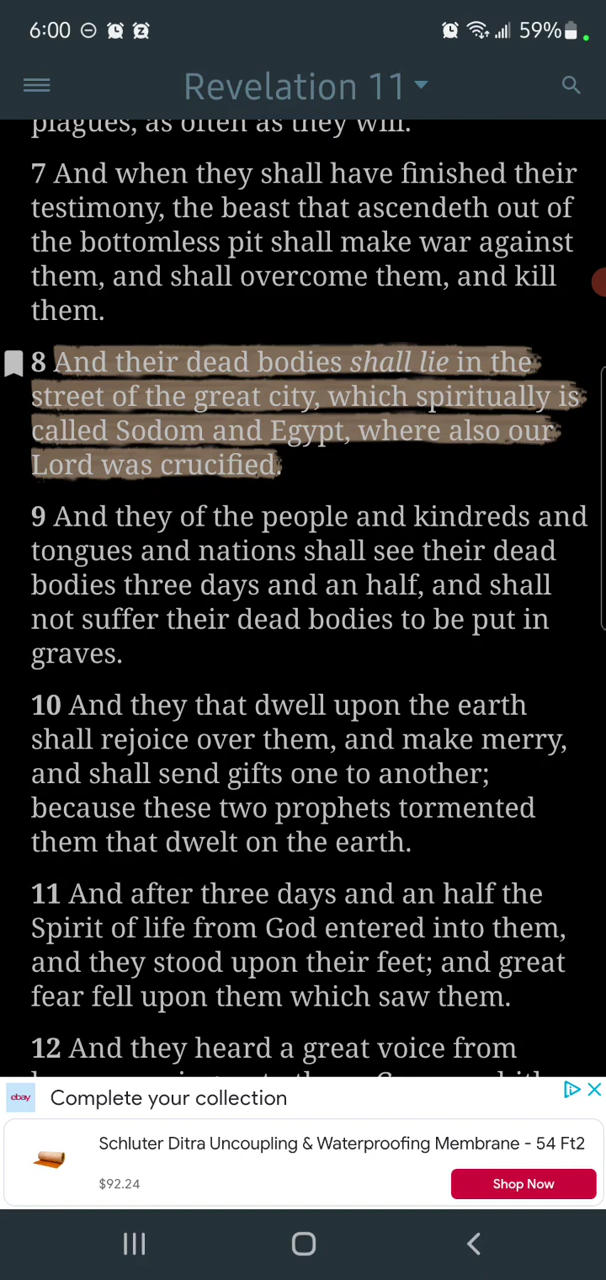 6:00
59%
Revelation 11
plagues, as often as they will.
7 And when they shall have finished their
testimony, the beast that ascendeth out of
the bottomless pit shall make war against
them, and shall overcome them, and kill
them.
8 And their dead bodies shall lie in the
street of the great city, which spiritually is
called Sodom and Egypt, where also our
Lord was crucified.
9 And they of the people and kindreds and
tongues and nations shall see their dead
bodies three days and an half, and shall
not suffer their dead bodies to be put in
graves.
10 And they that dwell upon the earth
shall rejoice over them, and make merry,
and shall send gifts one to another;
because these two prophets tormented
them that dwelt on the earth.
11 And after three days and an half the
Spirit of life from God entered into them,
and they stood upon their feet; and great
fear fell upon them which saw them.
12 And they heard a great voice from
ebay
Complete your collection
Schluter Ditra Uncoupling & Waterproofing Membrane - 54 Ft2
$92.24
Shop Now